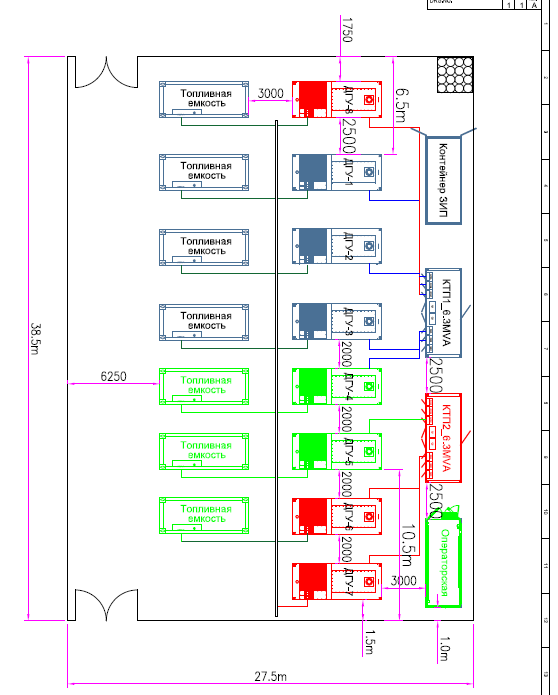 1 1 A
1750
Топливная
емкость
3000
ДГУ-8
6.5m
2500
Топливная
емкость
ДГУ-1
Контейнер ЗИП
Топливная
емкость
ДГУ-2
КТП1_6.3MVA
Топливная
емкость
ДГУ-3
38.5m
2000
2500
6250
Топливная
емкость
ДГУ-4
2000
КТП2_6.3MVA
Топливная
емкость
ДГУ-5
2000
2500
Топливная
емкость
ДГУ-6
10.5m
Операторская
2000
ДГУ-7
3000
1.5m
1.0m
27.5m